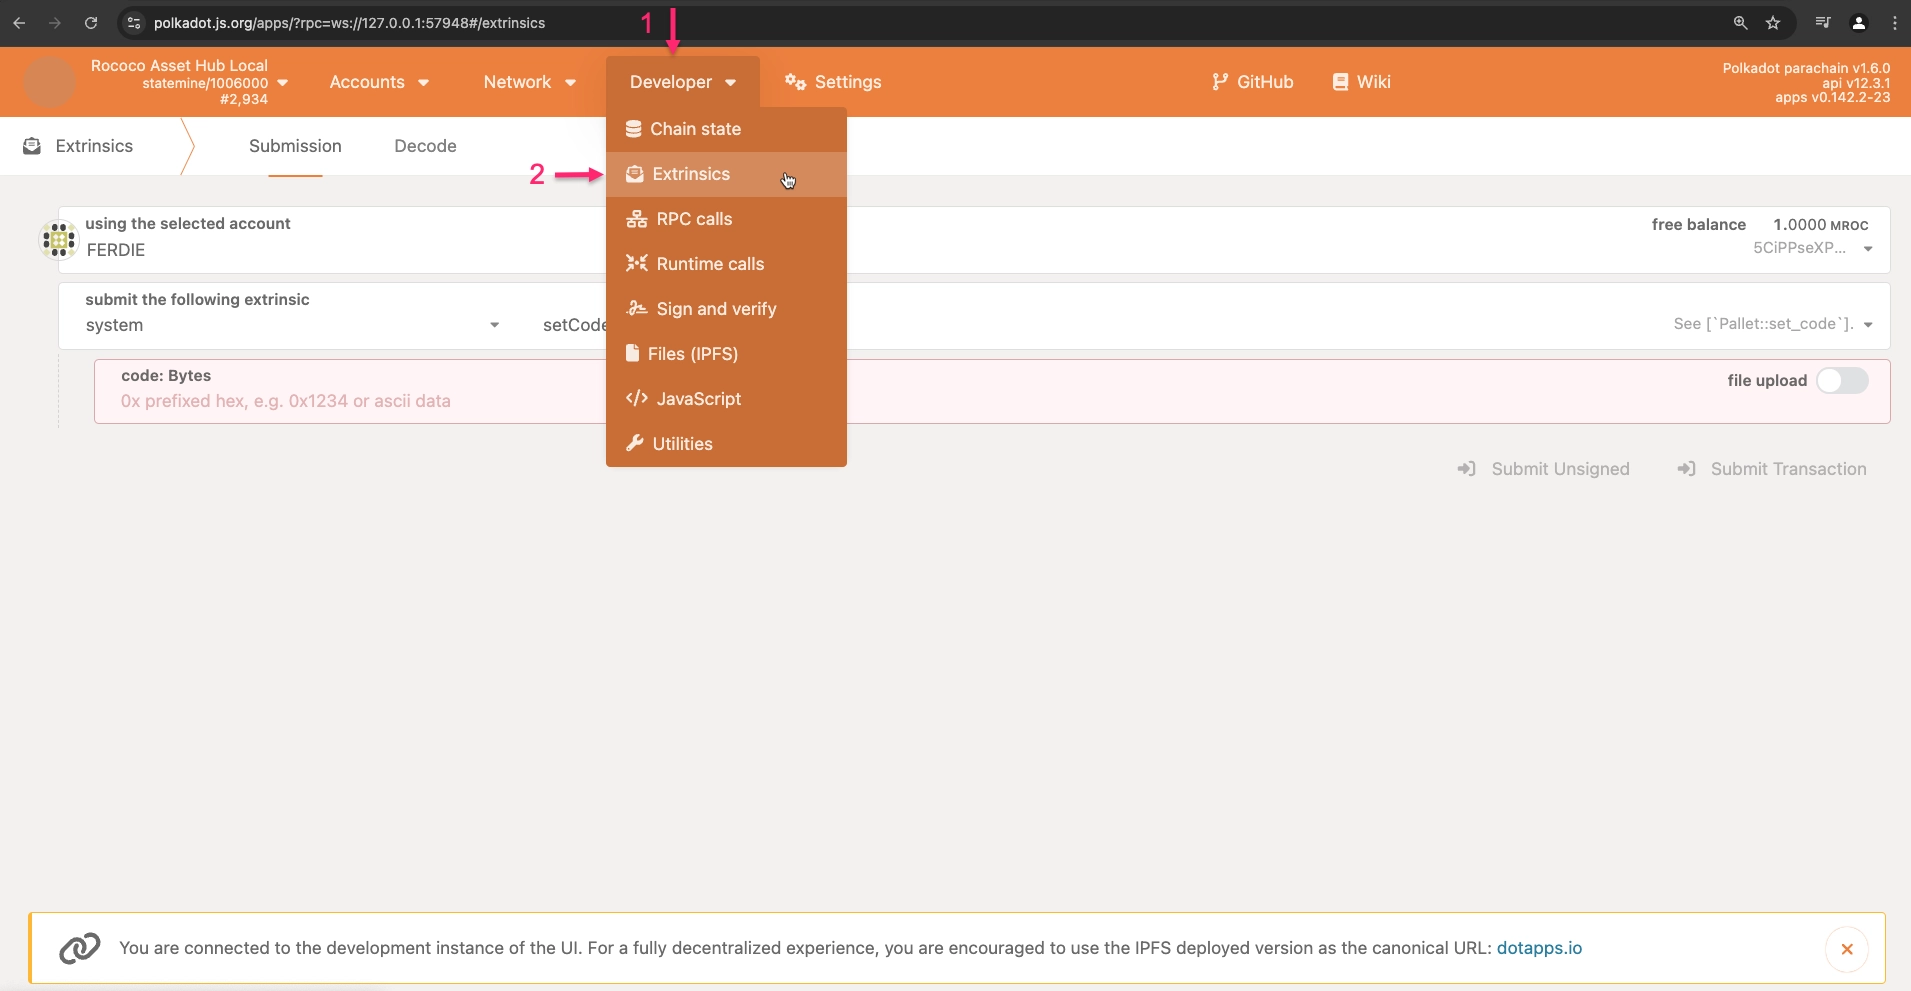 polkadot.js.org/apps/?rpc=ws://127.0.0.1:57948#/extrinsics
1
Rococo Asset Hub Local
statemine/1006000
#2,934
Accounts
Network
Developer
Settings
GitHub
Wiki
Polkadot parachain v1.6.0
api v12.3.1
apps v0.142.2-23
Extrinsics
Submission
Decode
Chain state
2
Extrinsics
RPC calls
Runtime calls
Sign and verify
Files (IPFS)
JavaScript
Utilities
using the selected account
FERDIE
free balance 1.0000 MROC
5CiPPseXP...
submit the following extrinsic
system
setCode
See [`Pallet::set_code`].
code: Bytes
0x prefixed hex, e.g. 0x1234 or ascii data
file upload
Submit Unsigned
Submit Transaction
You are connected to the development instance of the UI. For a fully decentralized experience, you are encouraged to use the IPFS deployed version as the canonical URL: dotapps.io